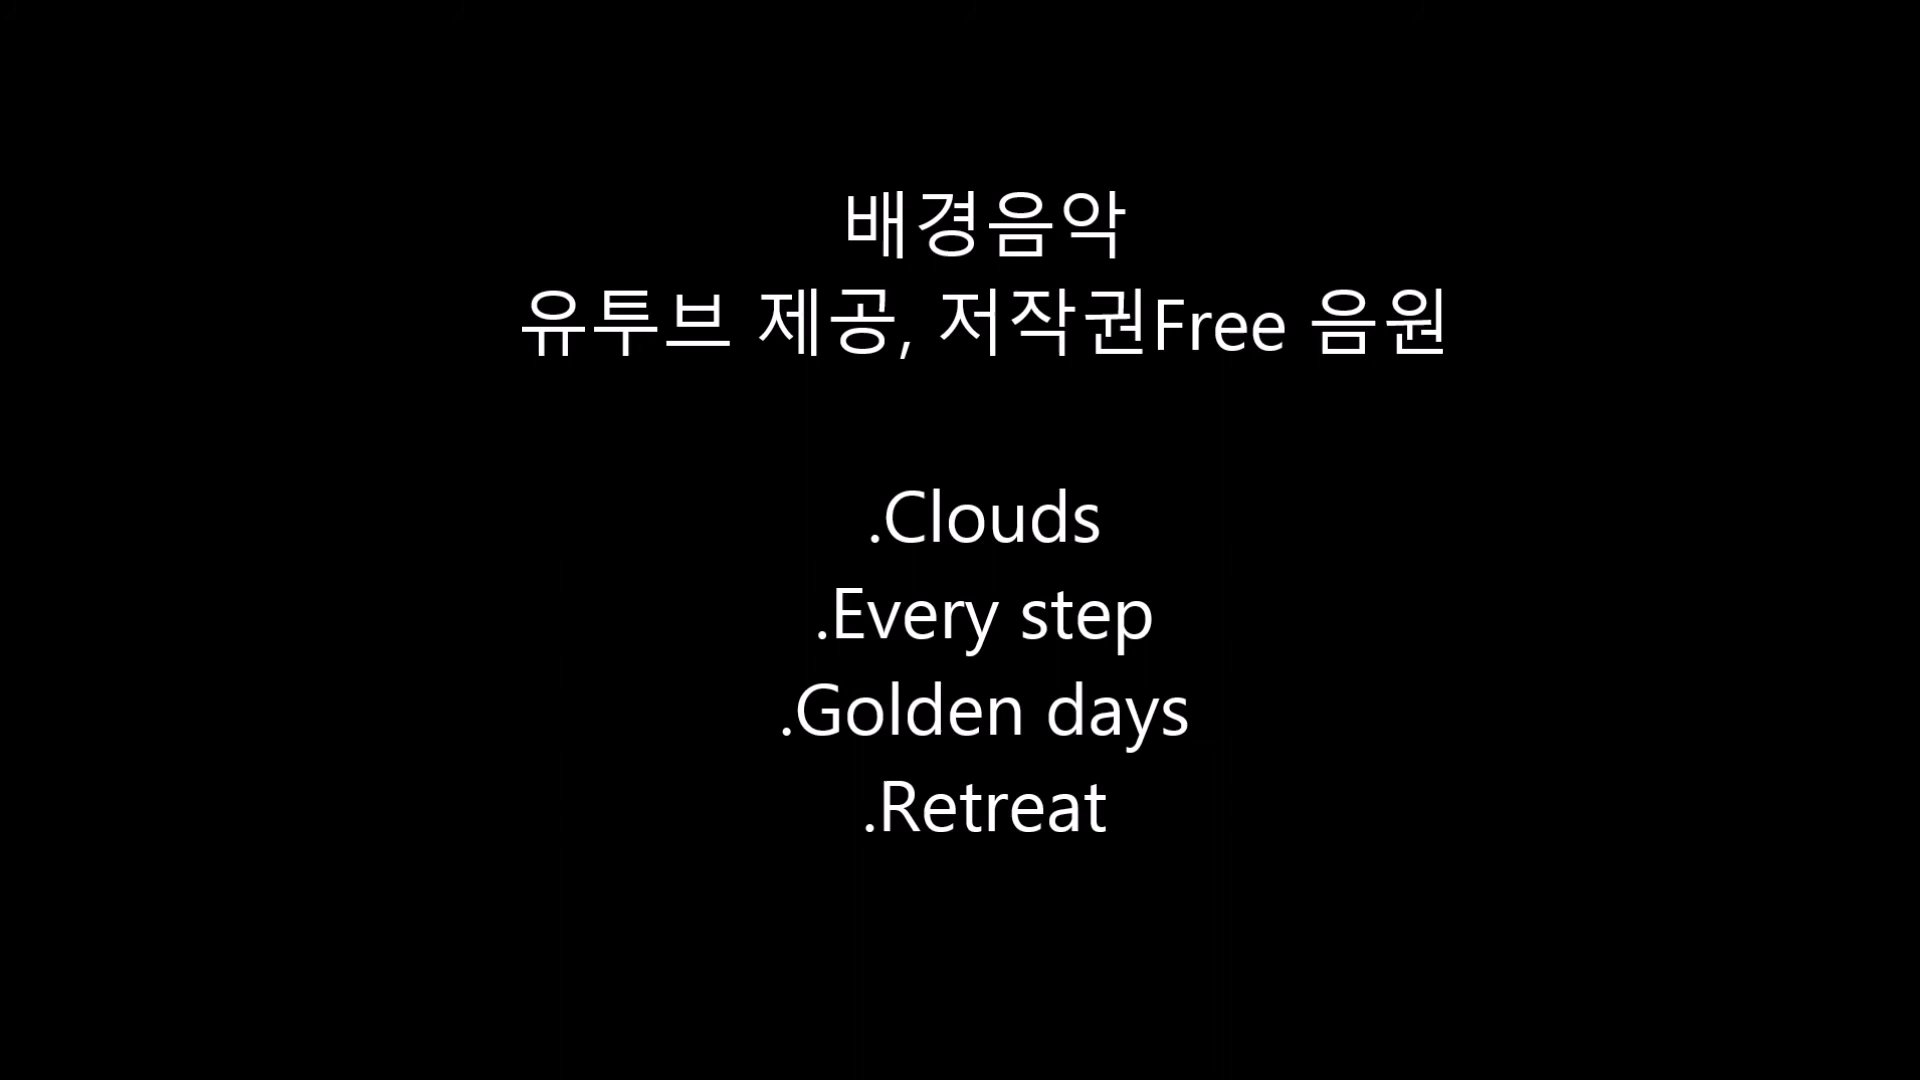 배경음악
유투브 제공, 저작권Free 음원
.Clouds
.Every step
.Golden days
.Retreat